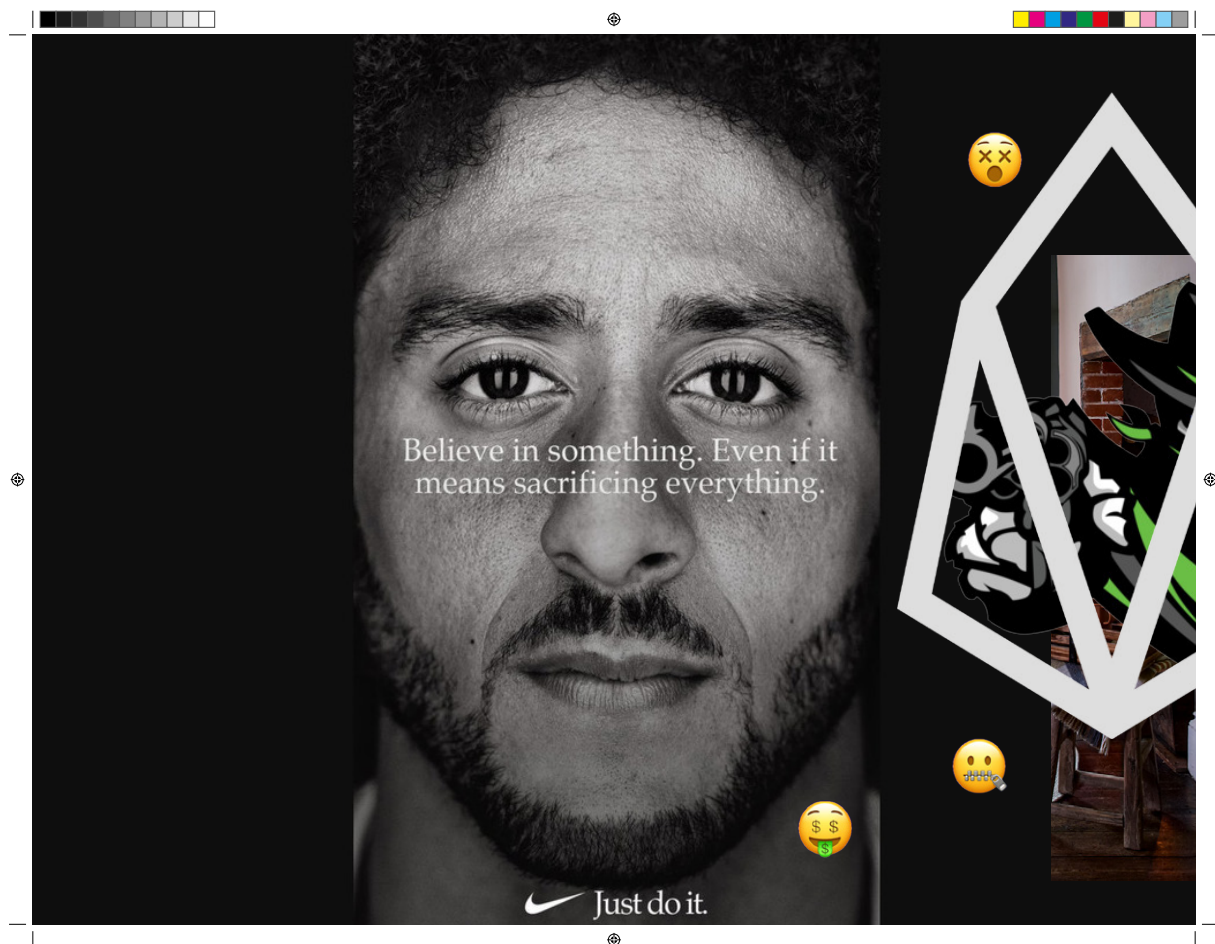 Believe in something. Even if it
means sacrificing everything.
Just do it.